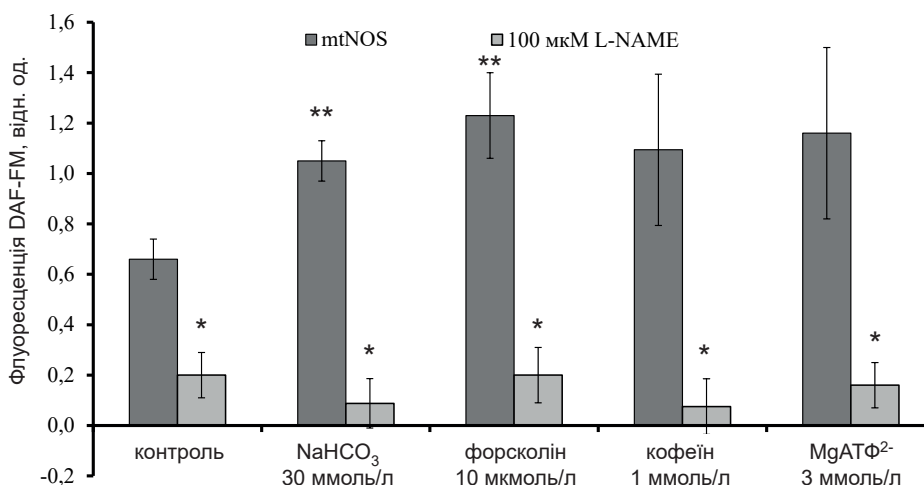 Флуоресценція DAF-FM, відн. од.
1,6
1,4
1,2
1,0
0,8
0,6
0,4
0,2
0,0
-0,2
mtNOS
100 мкМ L-NAME
*
**
*
**
*
*
*
контроль
NaHCO₃
30 ммоль/л
форсколін
10 мкмоль/л
кофеїн
1 ммоль/л
MgАТФ²⁻
3 ммоль/л